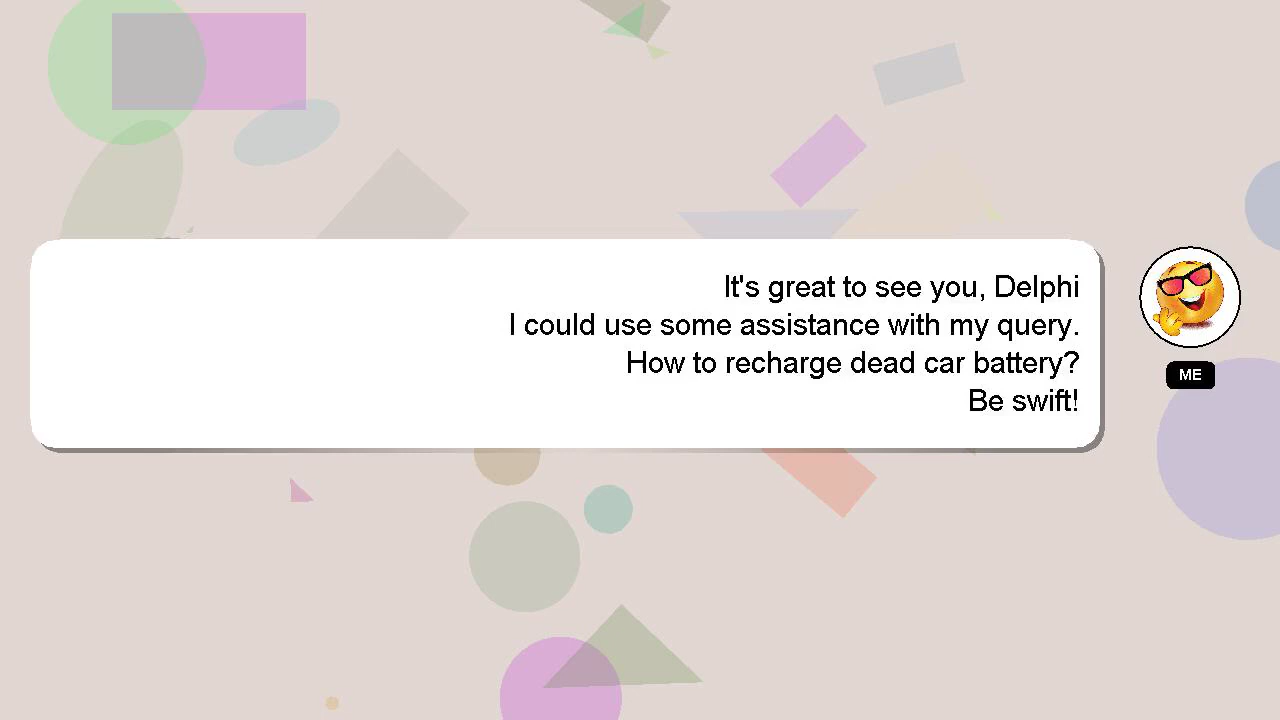 It's great to see you, Delphi
I could use some assistance with my query.
How to recharge dead car battery?
Be swift!
ME